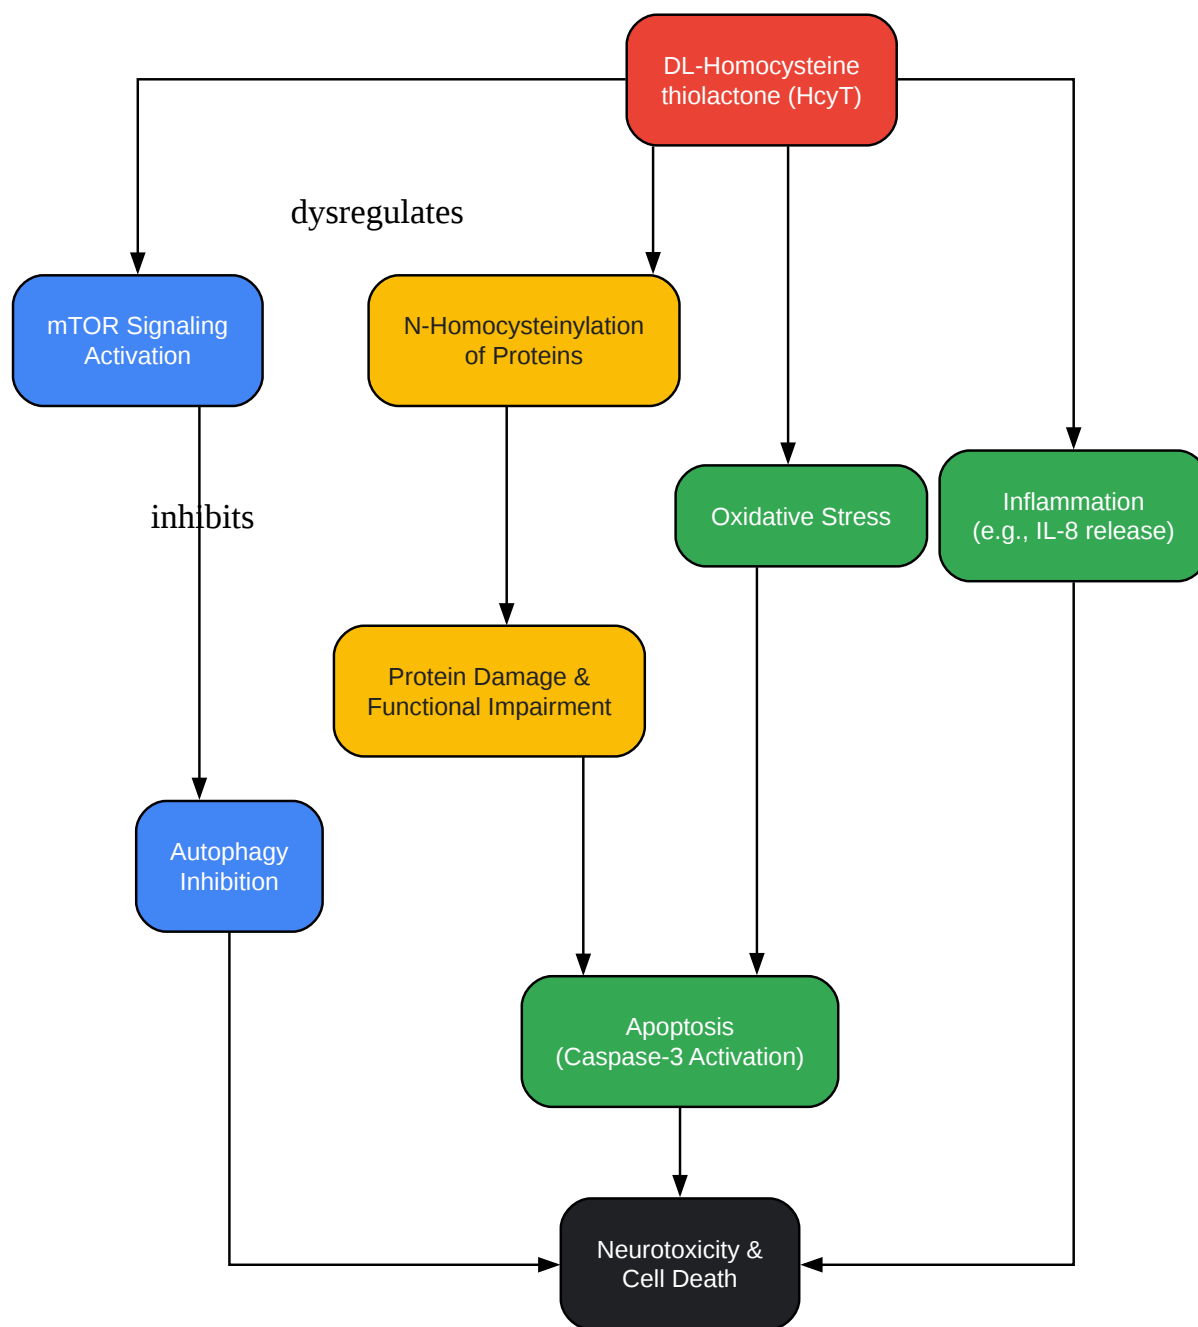 DL-Homocysteine
thiolactone (HcyT)
dysregulates
mTOR Signaling
Activation
N-Homocysteinylation
of Proteins
inhibits
Oxidative Stress
Inflammation
(e.g., IL-8 release)
Protein Damage &
Functional Impairment
Autophagy
Inhibition
Apoptosis
(Caspase-3 Activation)
Neurotoxicity &
Cell Death